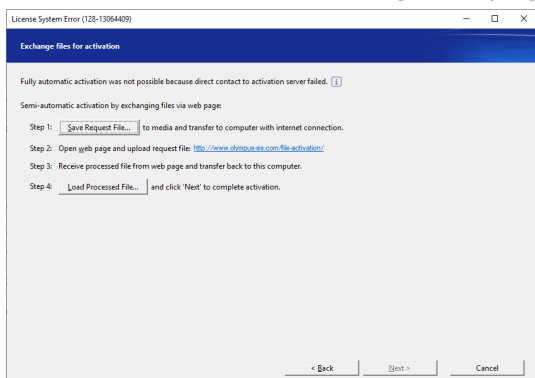 License System Error (128-13064409)
Exchange files for activation
Fully automatic activation was not possible because direct contact to activation server failed. i
Semi-automatic activation by exchanging files via web page:
Step 1: Save Request File... to media and transfer to computer with internet connection.
Step 2: Open web page and upload request file: http://www.olympus-sis.com/file-activation/
Step 3: Receive processed file from web page and transfer back to this computer.
Step 4: Load Processed File... and click 'Next' to complete activation.
< Back Next > Cancel